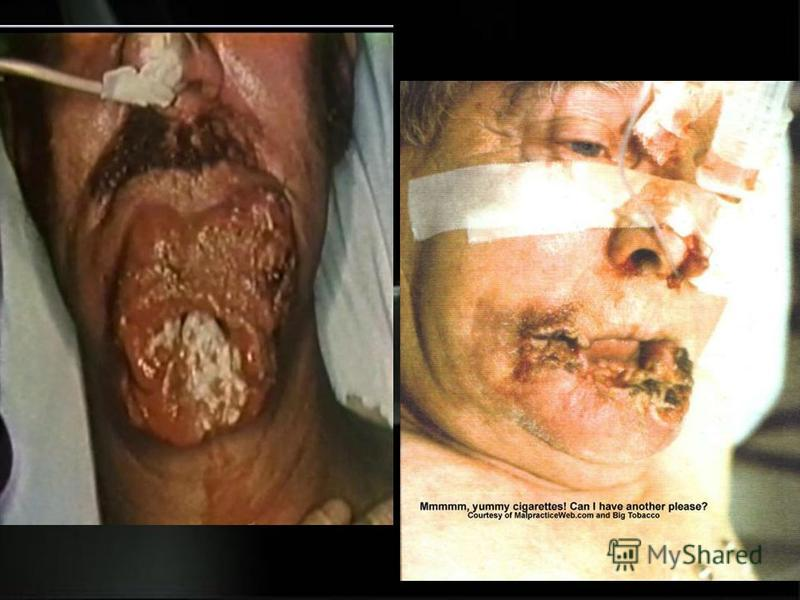 Mmmmm, yummy cigarettes! Can I have another please?
Courtesy of MalpracticeWeb.com and Big Tobacco
MyShared